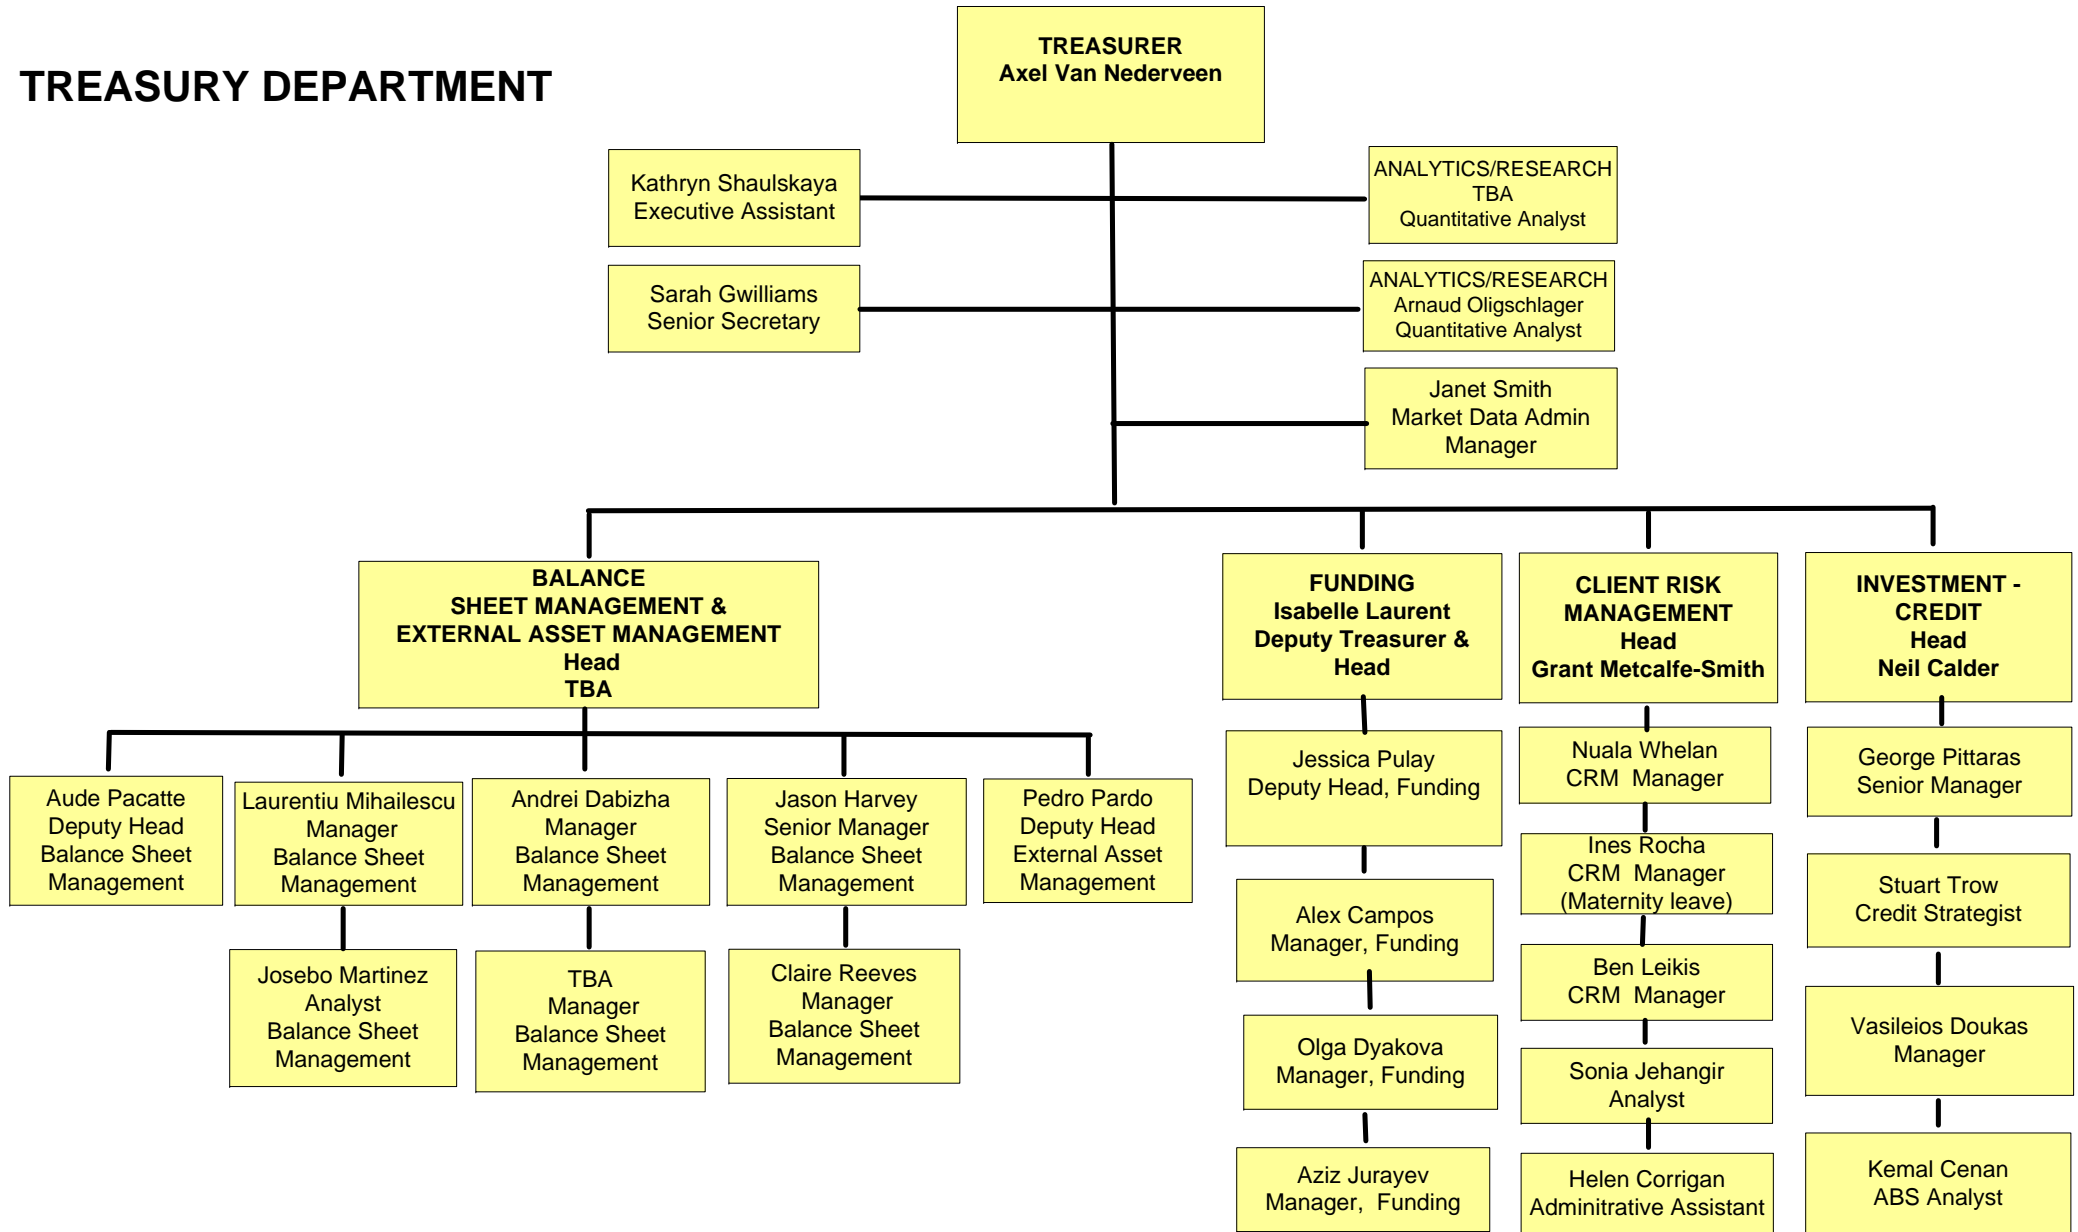 TREASURY DEPARTMENT
TREASURER
Axel Van Nederveen
Kathryn Shaulskaya
Executive Assistant
ANALYTICS/RESEARCH
TBA
Quantitative Analyst
Sarah Gwilliams
Senior Secretary
ANALYTICS/RESEARCH
Arnaud Oligschlager
Quantitative Analyst
Janet Smith
Market Data Admin
Manager
BALANCE
SHEET MANAGEMENT &
EXTERNAL ASSET MANAGEMENT
Head
TBA
FUNDING
Isabelle Laurent
Deputy Treasurer &
Head
CLIENT RISK
MANAGEMENT
Head
Grant Metcalfe-Smith
INVESTMENT -
CREDIT
Head
Neil Calder
Aude Pacatte
Deputy Head
Balance Sheet
Management
Laurentiu Mihailescu
Manager
Balance Sheet
Management
Andrei Dabizha
Manager
Balance Sheet
Management
Jason Harvey
Senior Manager
Balance Sheet
Management
Pedro Pardo
Deputy Head
External Asset
Management
Josebo Martinez
Analyst
Balance Sheet
Management
TBA
Manager
Balance Sheet
Management
Claire Reeves
Manager
Balance Sheet
Management
Jessica Pulay
Deputy Head, Funding
Alex Campos
Manager, Funding
Olga Dyakova
Manager, Funding
Aziz Jurayev
Manager,  Funding
Nuala Whelan
CRM  Manager
Ines Rocha
CRM  Manager
(Maternity leave)
Ben Leikis
CRM  Manager
Sonia Jehangir
Analyst
Helen Corrigan
Adminitrative Assistant
George Pittaras
Senior Manager
Stuart Trow
Credit Strategist
Vasileios Doukas
Manager
Kemal Cenan
ABS Analyst